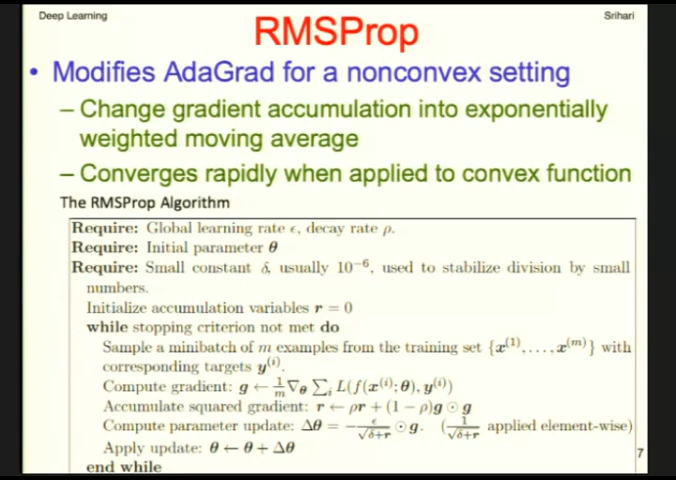 Deep Learning
Srihari
RMSProp
• Modifies AdaGrad for a nonconvex setting
– Change gradient accumulation into exponentially
weighted moving average
– Converges rapidly when applied to convex function
The RMSProp Algorithm
Require: Global learning rate ϵ, decay rate ρ.
Require: Initial parameter θ
Require: Small constant δ, usually 10⁻⁶, used to stabilize division by small
numbers.
Initialize accumulation variables r = 0
while stopping criterion not met do
Sample a minibatch of m examples from the training set {x⁽¹⁾, . . . , x⁽ᵐ⁾} with
corresponding targets y⁽ⁱ⁾.
Compute gradient: g ← 1/m ∇θ ∑ᵢ L(f(x⁽ⁱ⁾; θ), y⁽ⁱ⁾)
Accumulate squared gradient: r ← ρr + (1 − ρ)g ⊙ g
Compute parameter update: Δθ = − ϵ/√(δ+r) ⊙ g. (1/√(δ+r) applied element-wise)
Apply update: θ ← θ + Δθ
end while
7